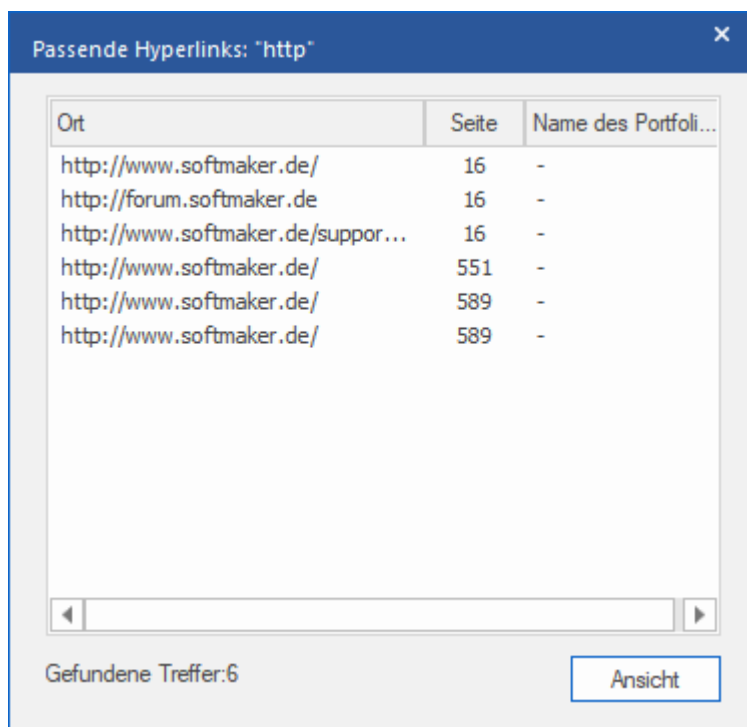 Passende Hyperlinks: "http"
Ort Seite Name des Portfoli...
http://www.softmaker.de/ 16 -
http://forum.softmaker.de 16 -
http://www.softmaker.de/suppor... 16 -
http://www.softmaker.de/ 551 -
http://www.softmaker.de/ 589 -
http://www.softmaker.de/ 589 -
Gefundene Treffer:6 Ansicht